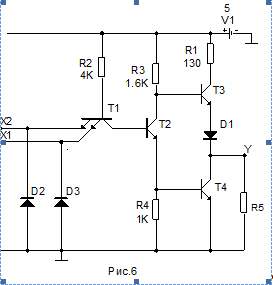 5
V1
R1
130
R2
4K
R3
1.6K
T3
T1
D1
X2
T2
X1
Y
D2
D3
T4
R4
1K
R5
Рис.6